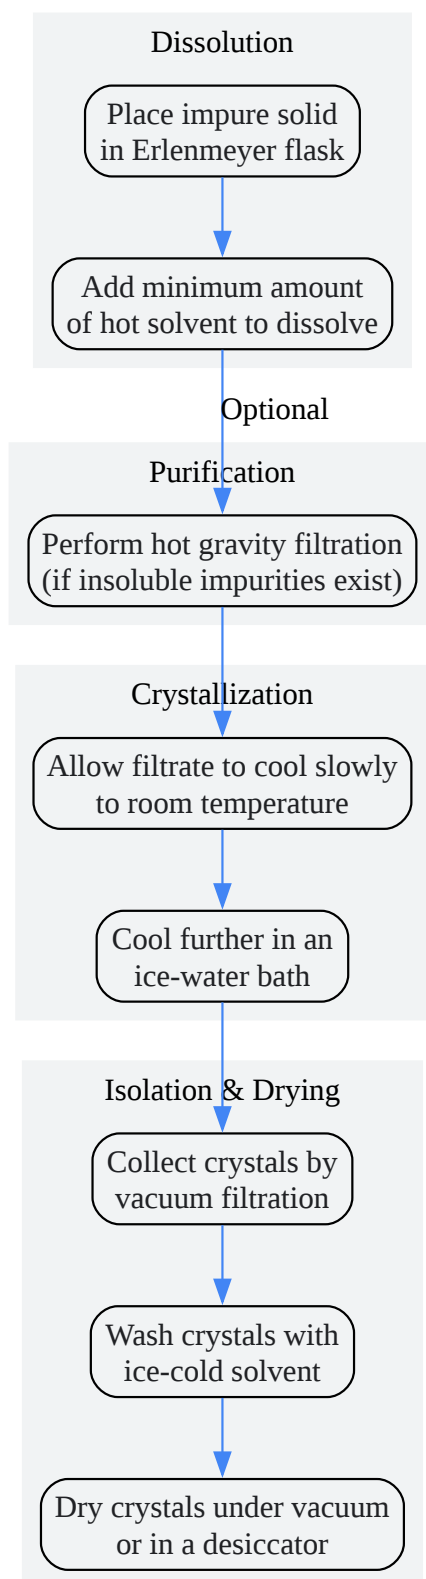 Dissolution
Place impure solid
in Erlenmeyer flask
Add minimum amount
of hot solvent to dissolve
Optional
Purification
Perform hot gravity filtration
(if insoluble impurities exist)
Crystallization
Allow filtrate to cool slowly
to room temperature
Cool further in an
ice-water bath
Isolation & Drying
Collect crystals by
vacuum filtration
Wash crystals with
ice-cold solvent
Dry crystals under vacuum
or in a desiccator